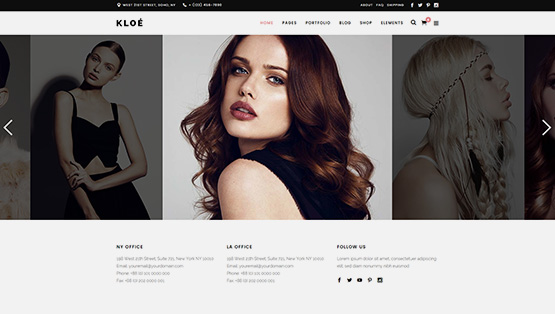 WEST 21ST STREET, SOHO, NY
+ (123) 456-7890
ABOUT FAQ SHIPPING
KLOÉ
HOME PAGES PORTFOLIO BLOG SHOP ELEMENTS
NY OFFICE
LA OFFICE
FOLLOW US
198 West 21th Street, Suite 721, New York NY 10010
Email: youremail@yourdomain.com
Phone: +88 (0) 101 0000 000
Fax: +88 (0) 202 0000 001
198 West 21th Street, Suite 721, New York NY 10010
Email: youremail@yourdomain.com
Phone: +88 (0) 101 0000 000
Fax: +88 (0) 202 0000 001
Lorem ipsum dolor sit amet, consectetuer adipiscing
elit, sed diam nonummy nibh euismod